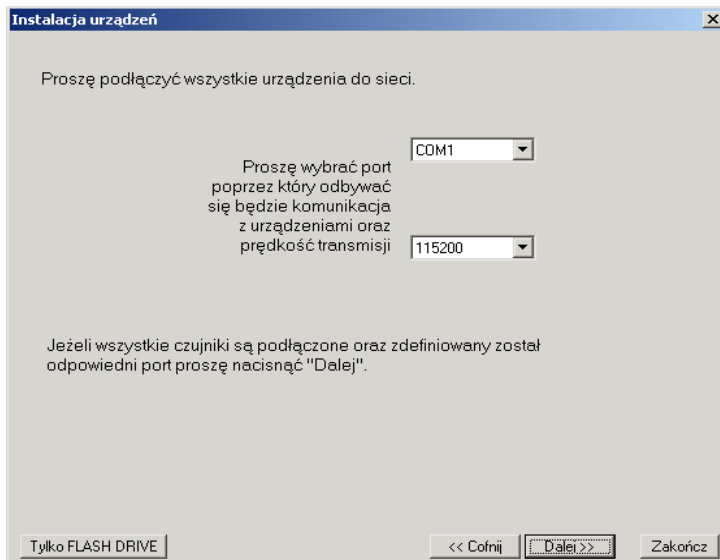 Instalacja urządzeń
Proszę podłączyć wszystkie urządzenia do sieci.
COM1
Proszę wybrać port
poprzez który odbywać
się będzie komunikacja
z urządzeniami oraz
prędkość transmisji
115200
Jeżeli wszystkie czujniki są podłączone oraz zdefiniowany został
odpowiedni port proszę nacisnąć "Dalej".
Tylko FLASH DRIVE
<< Cofnij
Dalej >>
Zakończ